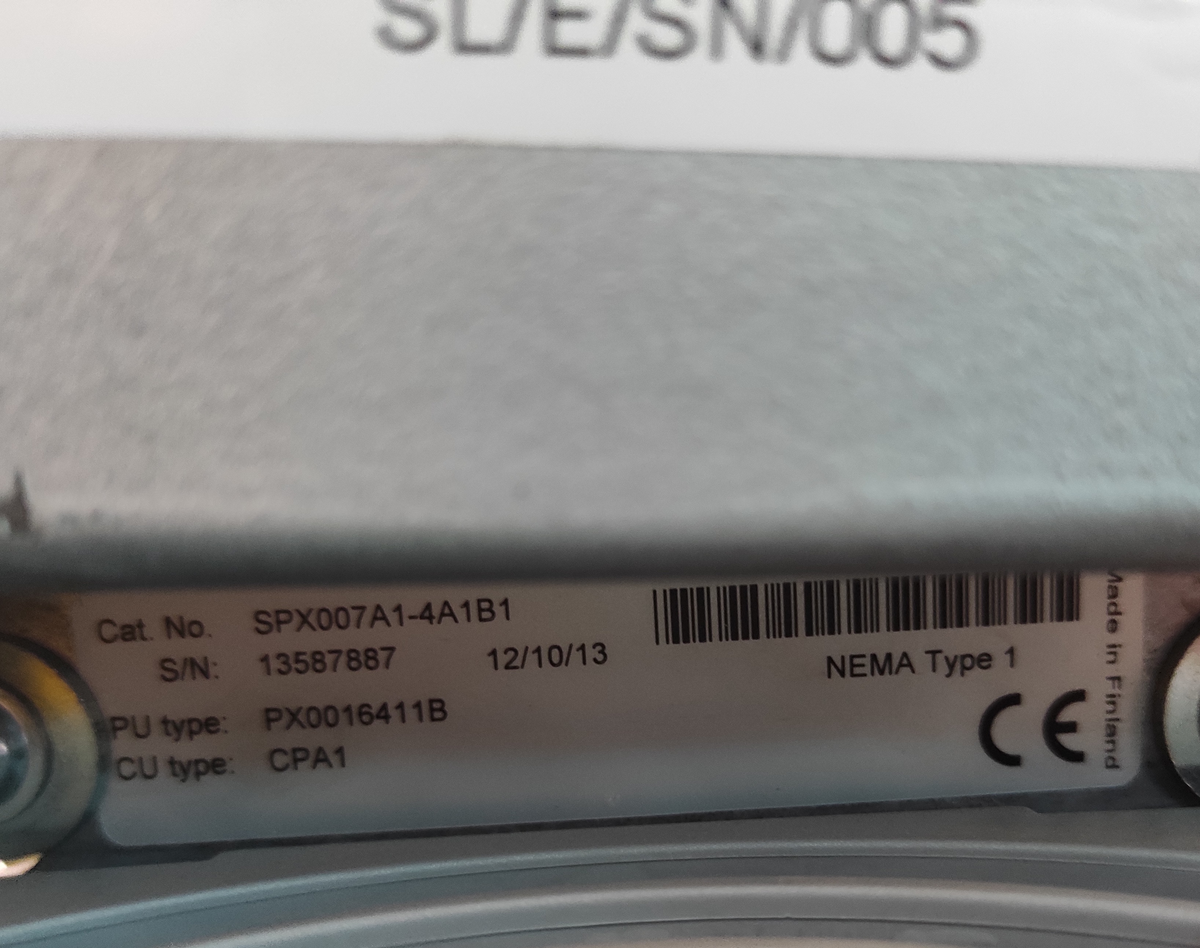 SL/E/SN/005
Cat. No. SPX007A1-4A1B1
S/N: 13587887 12/10/13
NEMA Type 1
PU type: PX0016411B
CU type: CPA1
CE
Made in Finland